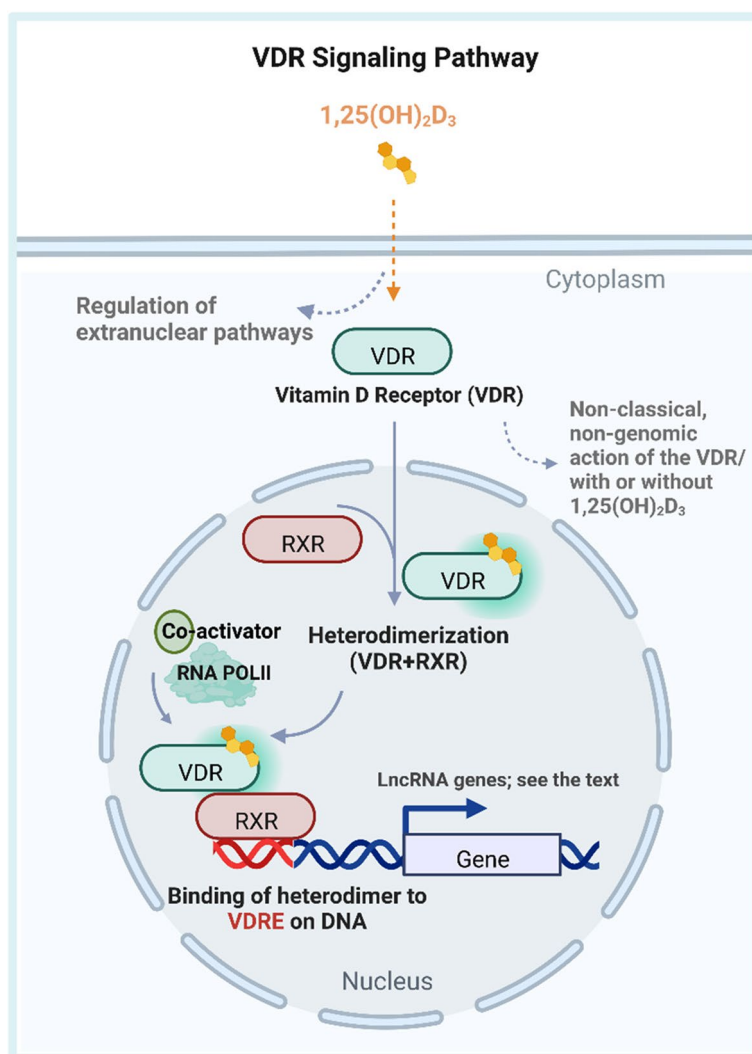 VDR Signaling Pathway
1,25(OH)₂D₃
Cytoplasm
Regulation of
extranuclear pathways
VDR
Vitamin D Receptor (VDR)
Non-classical,
non-genomic
action of the VDR/
with or without
1,25(OH)₂D₃
RXR
VDR
Co-activator
RNA POLII
Heterodimerization
(VDR+RXR)
VDR
RXR
LncRNA genes; see the text
Gene
Binding of heterodimer to
VDRE on DNA
Nucleus